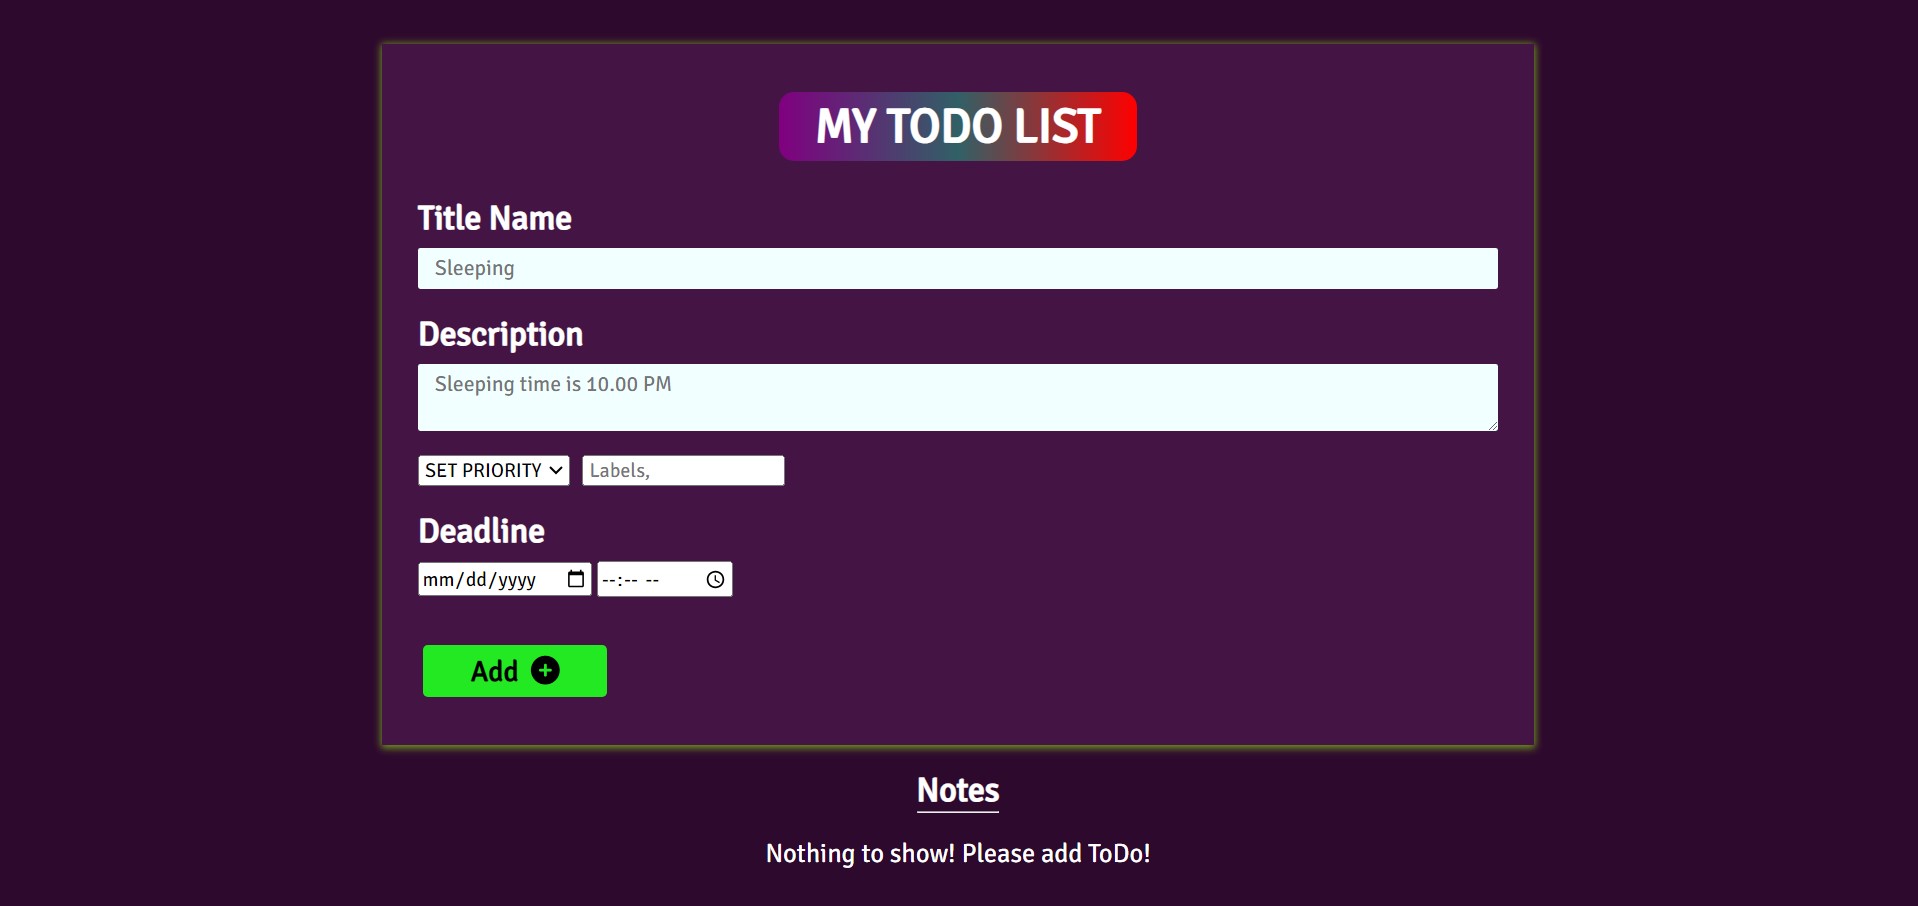 MY TODO LIST
Title Name
Sleeping
Description
Sleeping time is 10.00 PM
SET PRIORITY Labels,
Deadline
mm/dd/yyyy --:-- --
Add
Notes
Nothing to show! Please add ToDo!